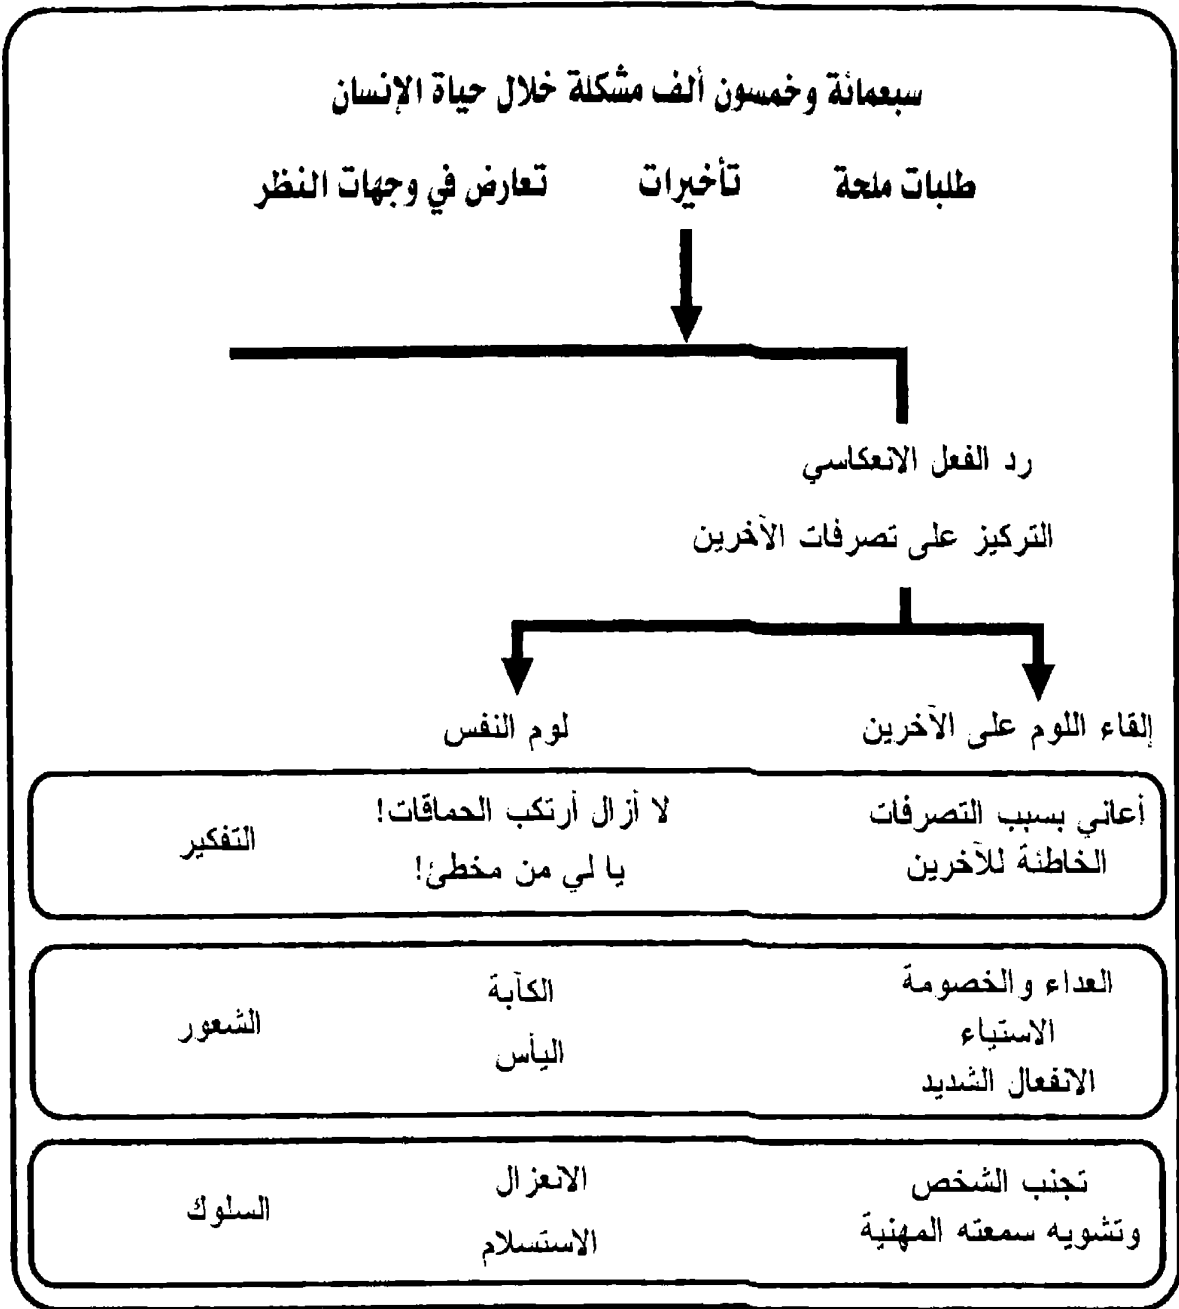 سبعمائة وخمسون ألف مشكلة خلال حياة الإنسان
طلبات ملحة تأخيرات تعارض في وجهات النظر
رد الفعل الانعكاسي
التركيز على تصرفات الآخرين
إلقاء اللوم على الآخرين لوم النفس
أعاني بسبب التصرفات
الخاطئة للآخرين
لا أزال أرتكب الحماقات!
يا لي من مخطئ!
التفكير
العداء والخصومة
الاستياء
الانفعال الشديد
الكآبة
اليأس
الشعور
تجنب الشخص
وتشويه سمعته المهنية
الانعزال
الاستسلام
السلوك